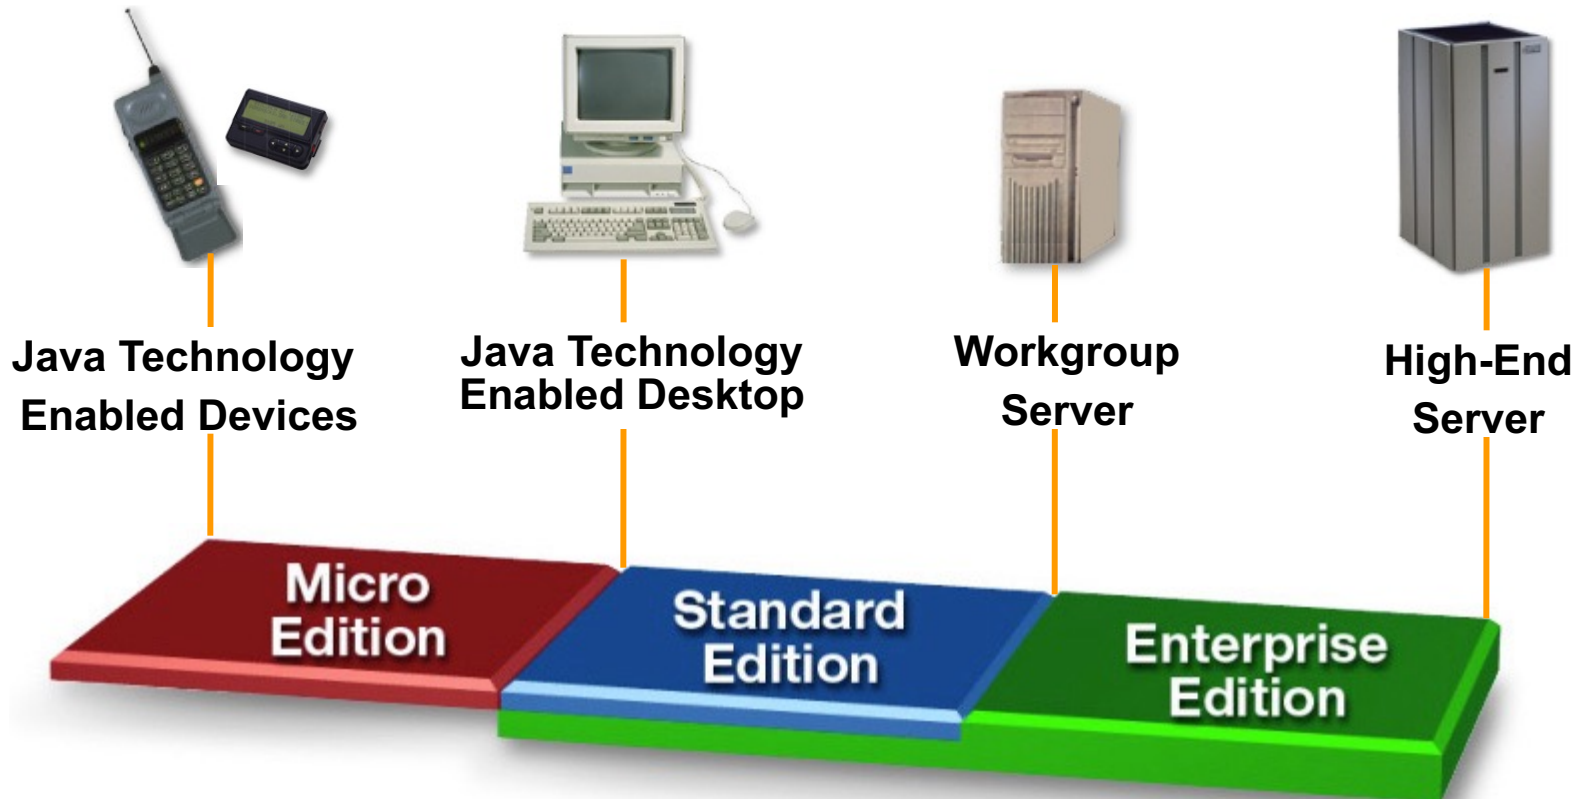 Java Technology
Enabled Devices
Java Technology
Enabled Desktop
Workgroup
Server
High-End
Server
Micro
Edition
Standard
Edition
Enterprise
Edition